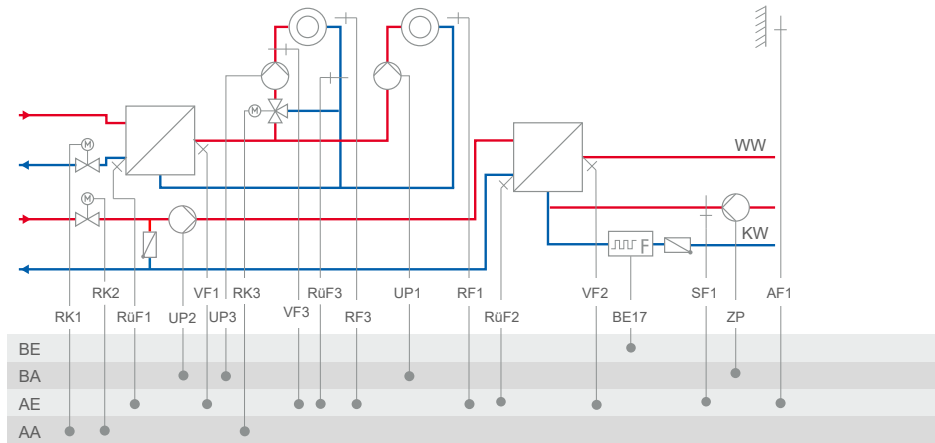 M
M
M
WW
F
KW
RK2
VF1
RK3
RüF3
UP1
RF1
VF2
SF1
AF1
RK1
RüF1
UP2
UP3
VF3
RF3
RüF2
BE17
ZP
BE
BA
AE
AA